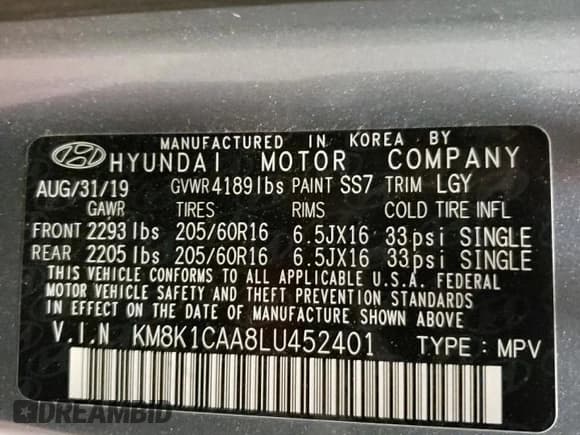 MANUFACTURED IN KOREA BY
HYUNDAI MOTOR COMPANY
AUG/31/19 GVWR 4189 lbs PAINT SS7 TRIM LGY
GAWR TIRES RIMS COLD TIRE INFL
FRONT 2293 lbs 205/60R16 6.5JX16 33psi SINGLE
REAR 2205 lbs 205/60R16 6.5JX16 33psi SINGLE
THIS VEHICLE CONFORMS TO ALL APPLICABLE U.S.A. FEDERAL
MOTOR VEHICLE SAFETY AND THEFT PREVENTION STANDARDS
IN EFFECT ON THE DATE OF MANUFACTURE SHOWN ABOVE.
V.I.N KM8K1CAA8LU452401 TYPE : MPV
DREAMBID